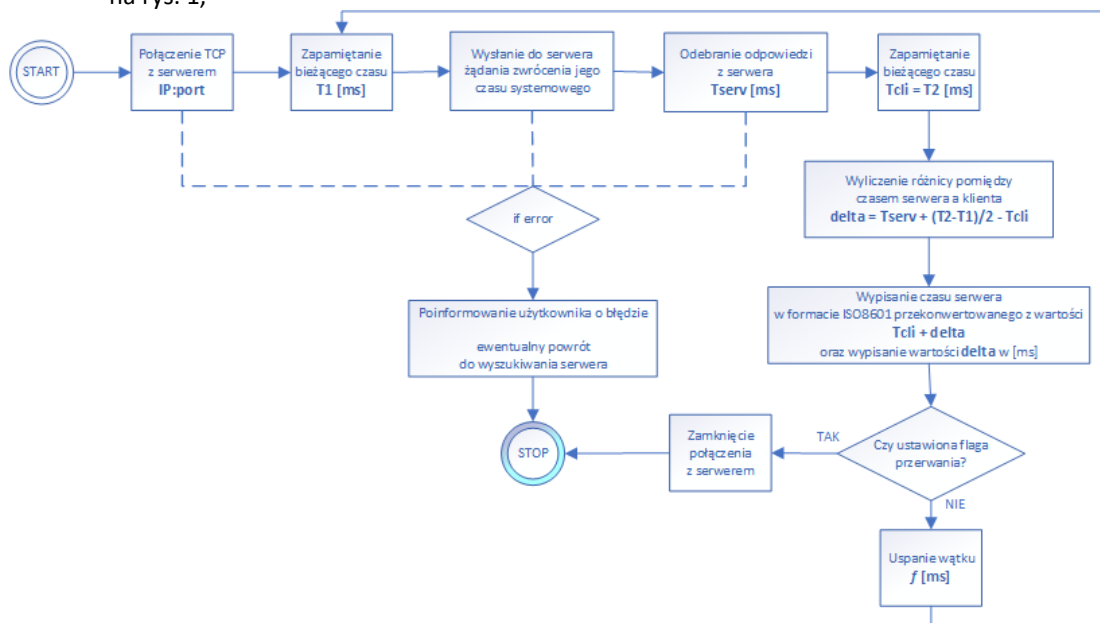 na rys. 1,
START
Połączenie TCP
z serwerem
IP:port
Zapamiętanie
bieżącego czasu
T1 [ms]
Wysłanie do serwera
żądania zwrócenia jego
czasu systemowego
Odebranie odpowiedzi
z serwera
Tserv [ms]
Zapamiętanie
bieżącego czasu
Tcli = T2 [ms]
Wyliczenie różnicy pomiędzy
czasem serwera a klienta
delta = Tserv + (T2-T1)/2 - Tcli
if error
Wypisanie czasu serwera
w formacie ISO8601 przekonwertowanego z wartości
Tcli + delta
oraz wypisanie wartości delta w [ms]
Poinformowanie użytkownika o błędzie
ewentualny powrót
do wyszukiwania serwera
STOP
Zamknięcie
połączenia
z serwerem
TAK
Czy ustawiona flaga
przerwania?
NIE
Uspanie wątku
f [ms]